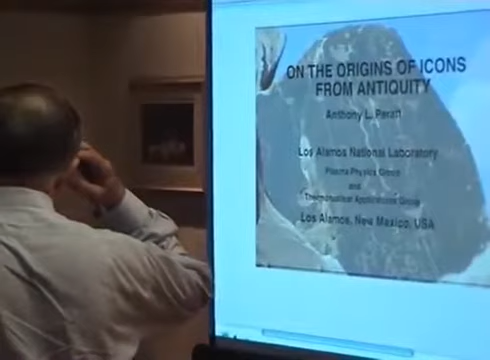 ON THE ORIGINS OF ICONS
FROM ANTIQUITY
Anthony L. Peratt
Los Alamos National Laboratory
Plasma Physics Group
and
Thermonuclear Applications Group
Los Alamos, New Mexico, USA